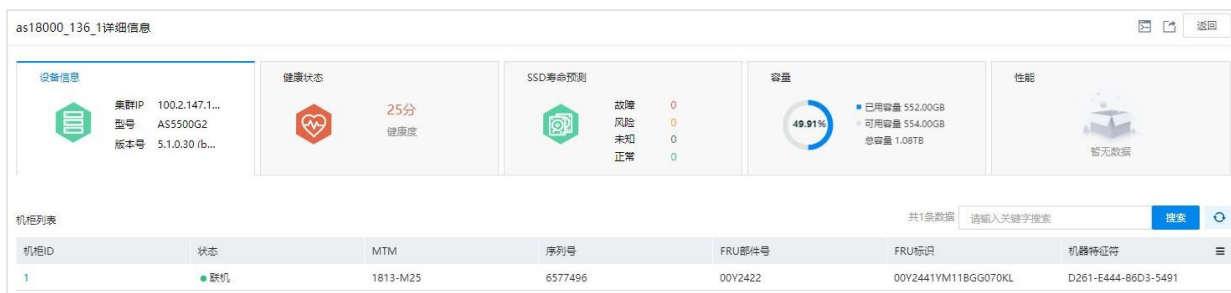 as18000_136_1详细信息
返回
设备信息
集群IP 100.2.147.1...
型号 AS5500G2
版本号 5.1.0.30 (b...
健康状态
25分
健康度
SSD寿命预测
故障 0
风险 0
未知 0
正常 0
容量
49.91%
已用容量 552.00GB
可用容量 554.00GB
总容量 1.08TB
性能
暂无数据
机柜列表
共1条数据 请输入关键字搜索 搜索
机柜ID 状态 MTM 序列号 FRU部件号 FRU标识 机器特征符
1 联机 1813-M25 6577496 00Y2422 00Y2441YM11BGG070KL D261-E444-86D3-5491